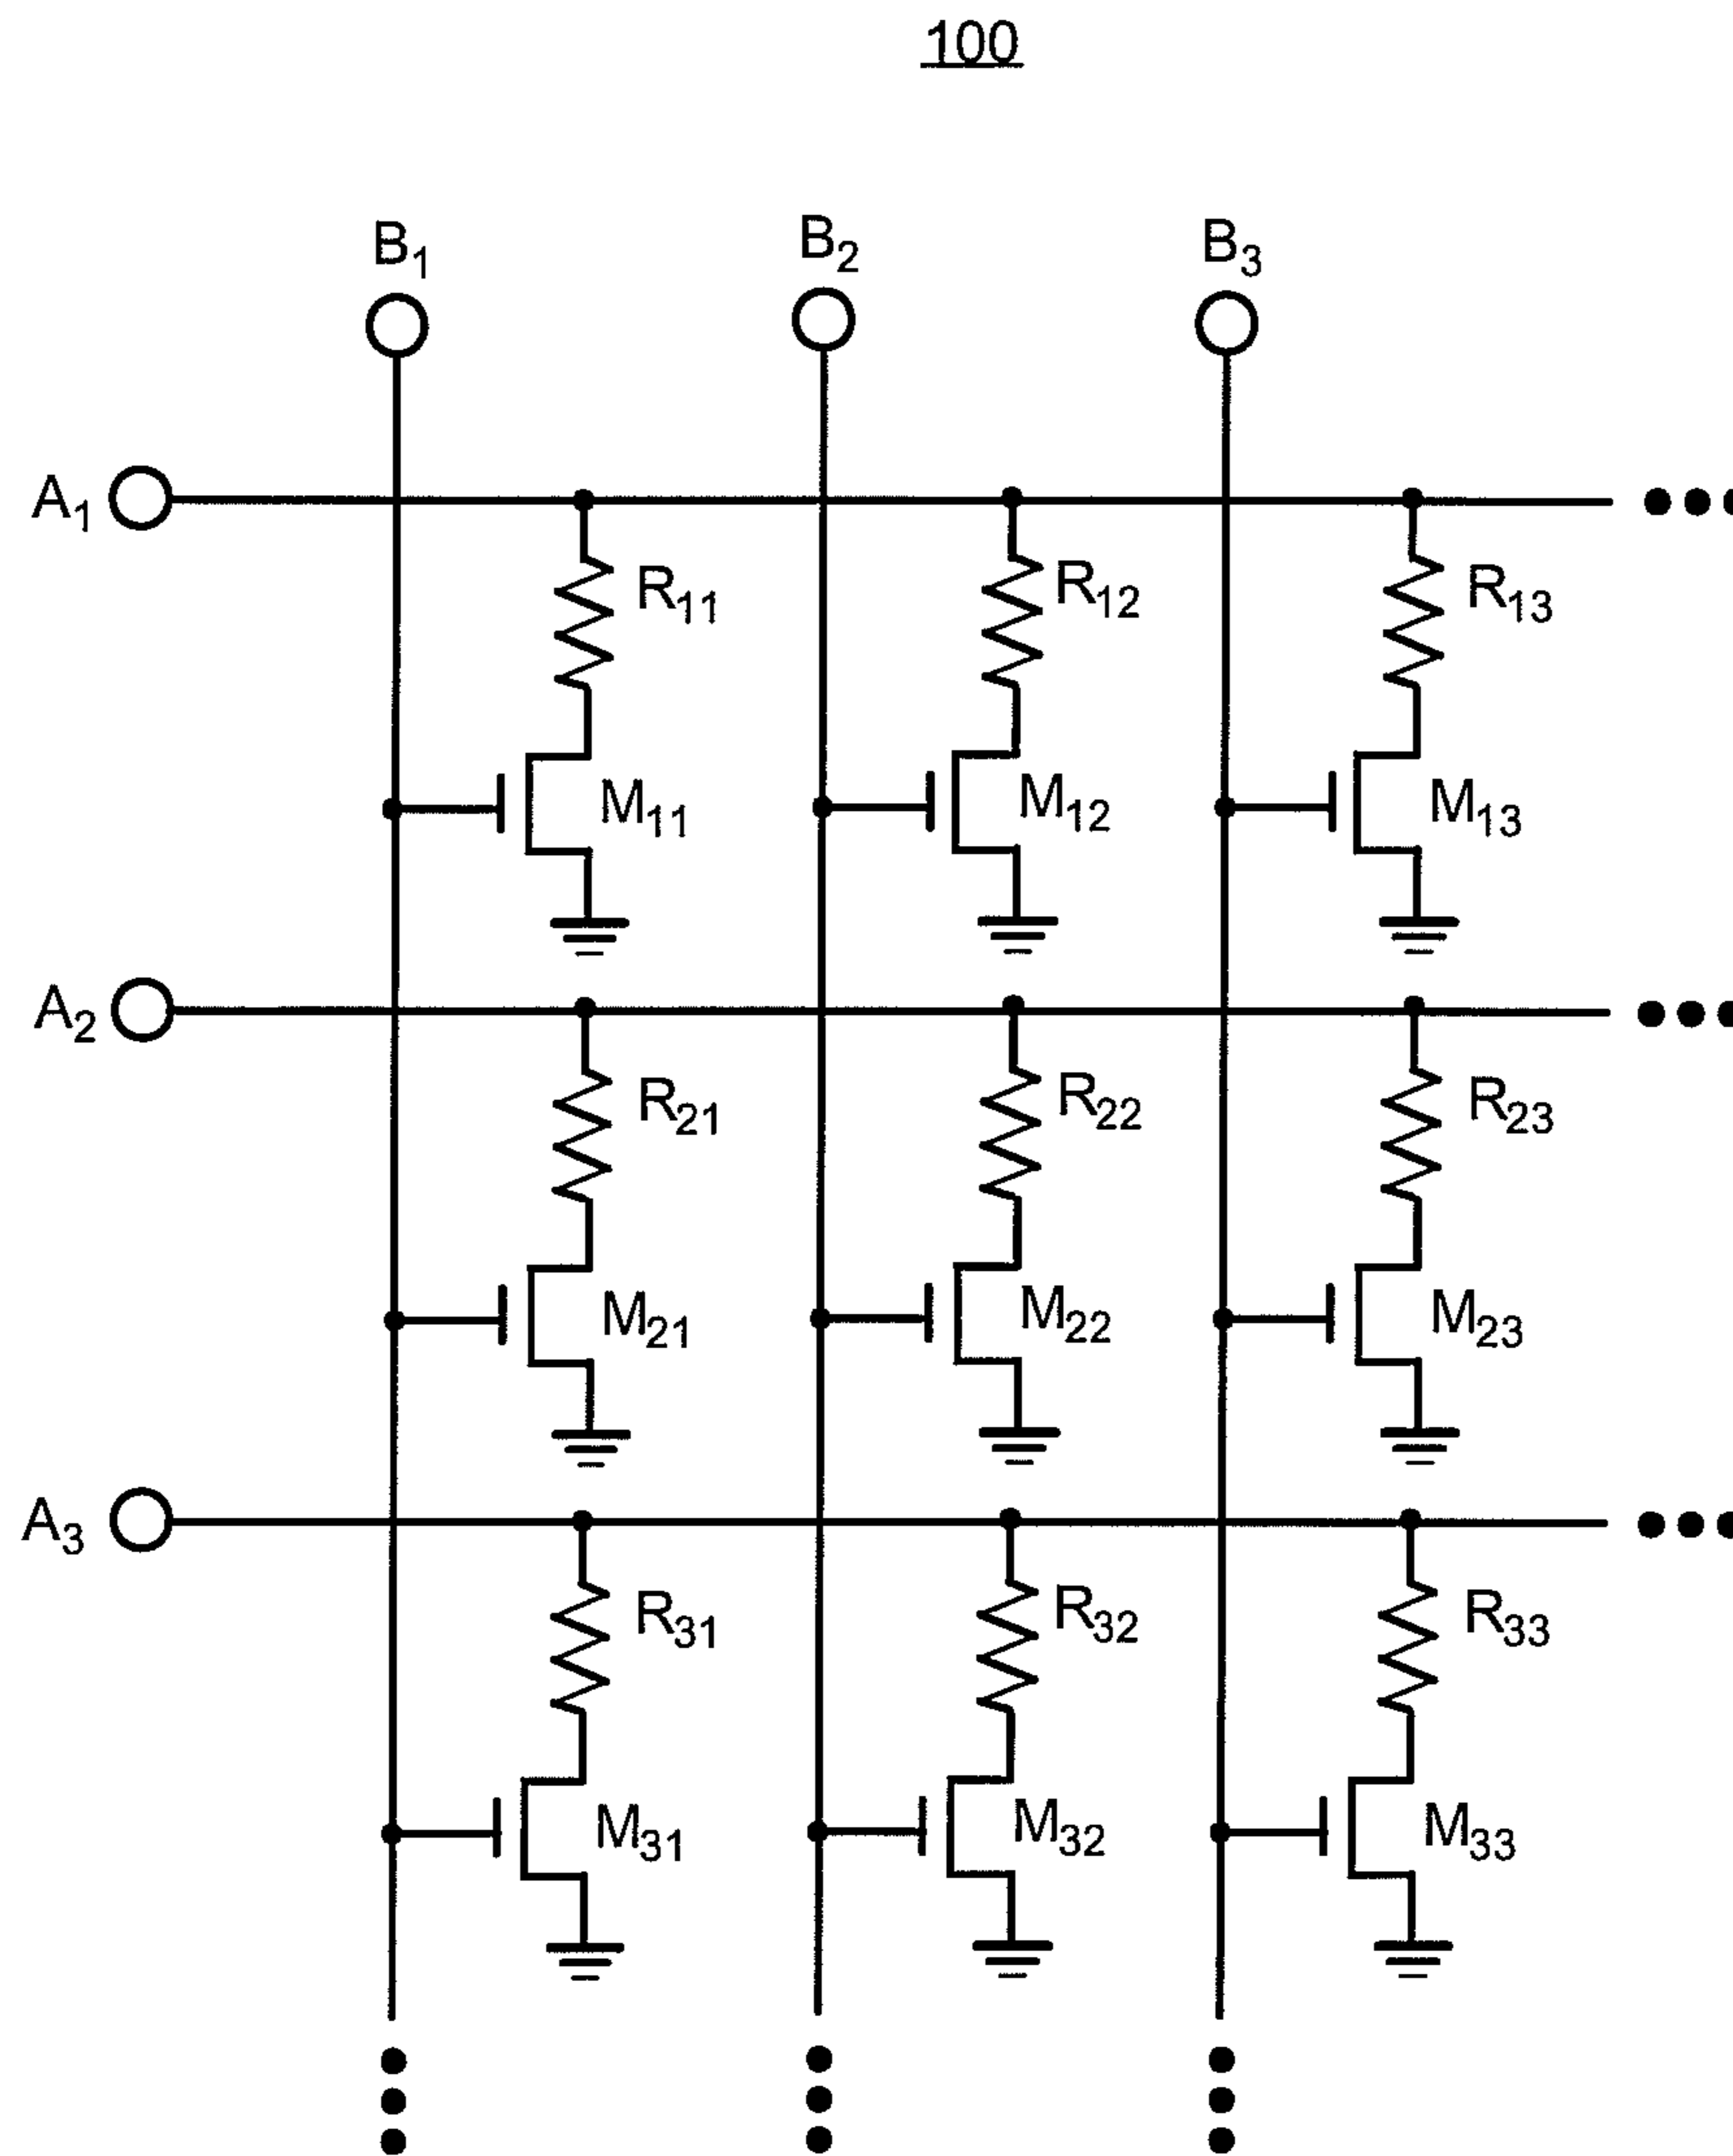 100
B₁ B₂ B₃
A₁
R₁₁ R₁₂ R₁₃
M₁₁ M₁₂ M₁₃
A₂
R₂₁ R₂₂ R₂₃
M₂₁ M₂₂ M₂₃
A₃
R₃₁ R₃₂ R₃₃
M₃₁ M₃₂ M₃₃